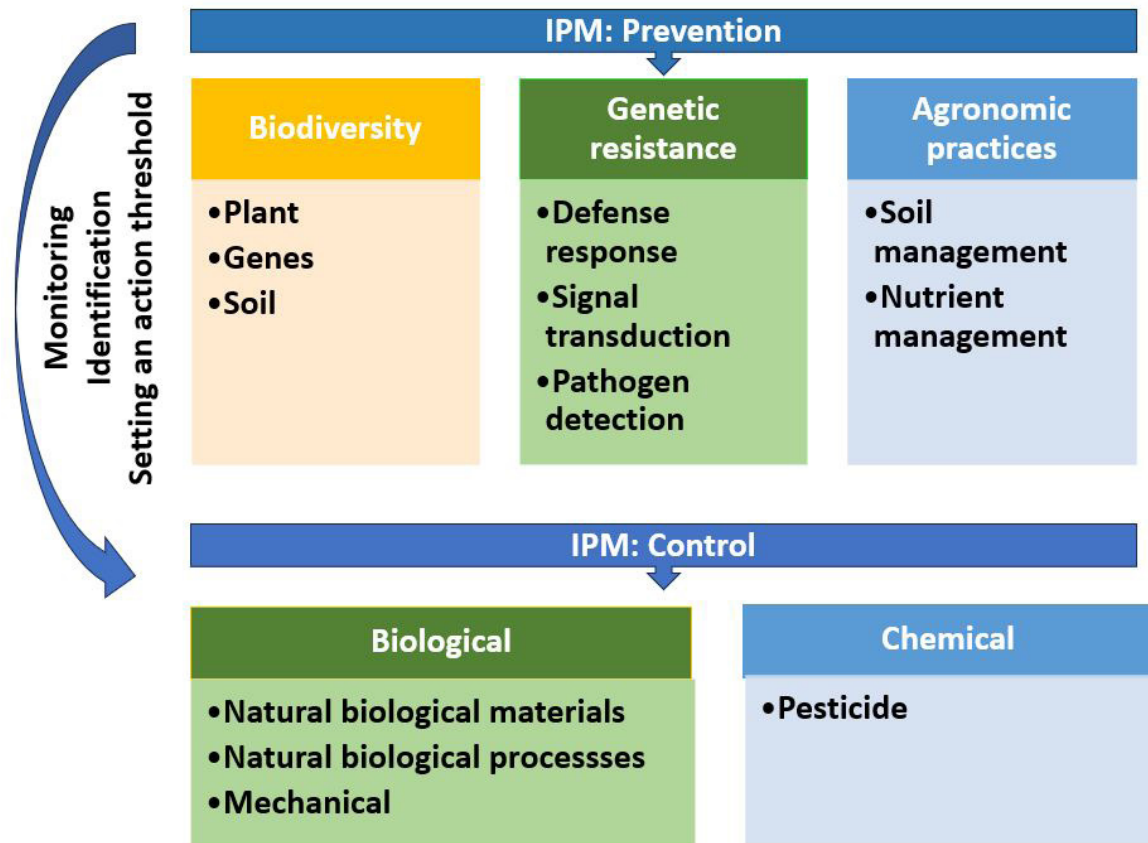 IPM: Prevention
Monitoring
Identification
Setting an action threshold
Biodiversity
•Plant
•Genes
•Soil
Genetic
resistance
•Defense
response
•Signal
transduction
•Pathogen
detection
Agronomic
practices
•Soil
management
•Nutrient
management
IPM: Control
Biological
•Natural biological materials
•Natural biological processses
•Mechanical
Chemical
•Pesticide